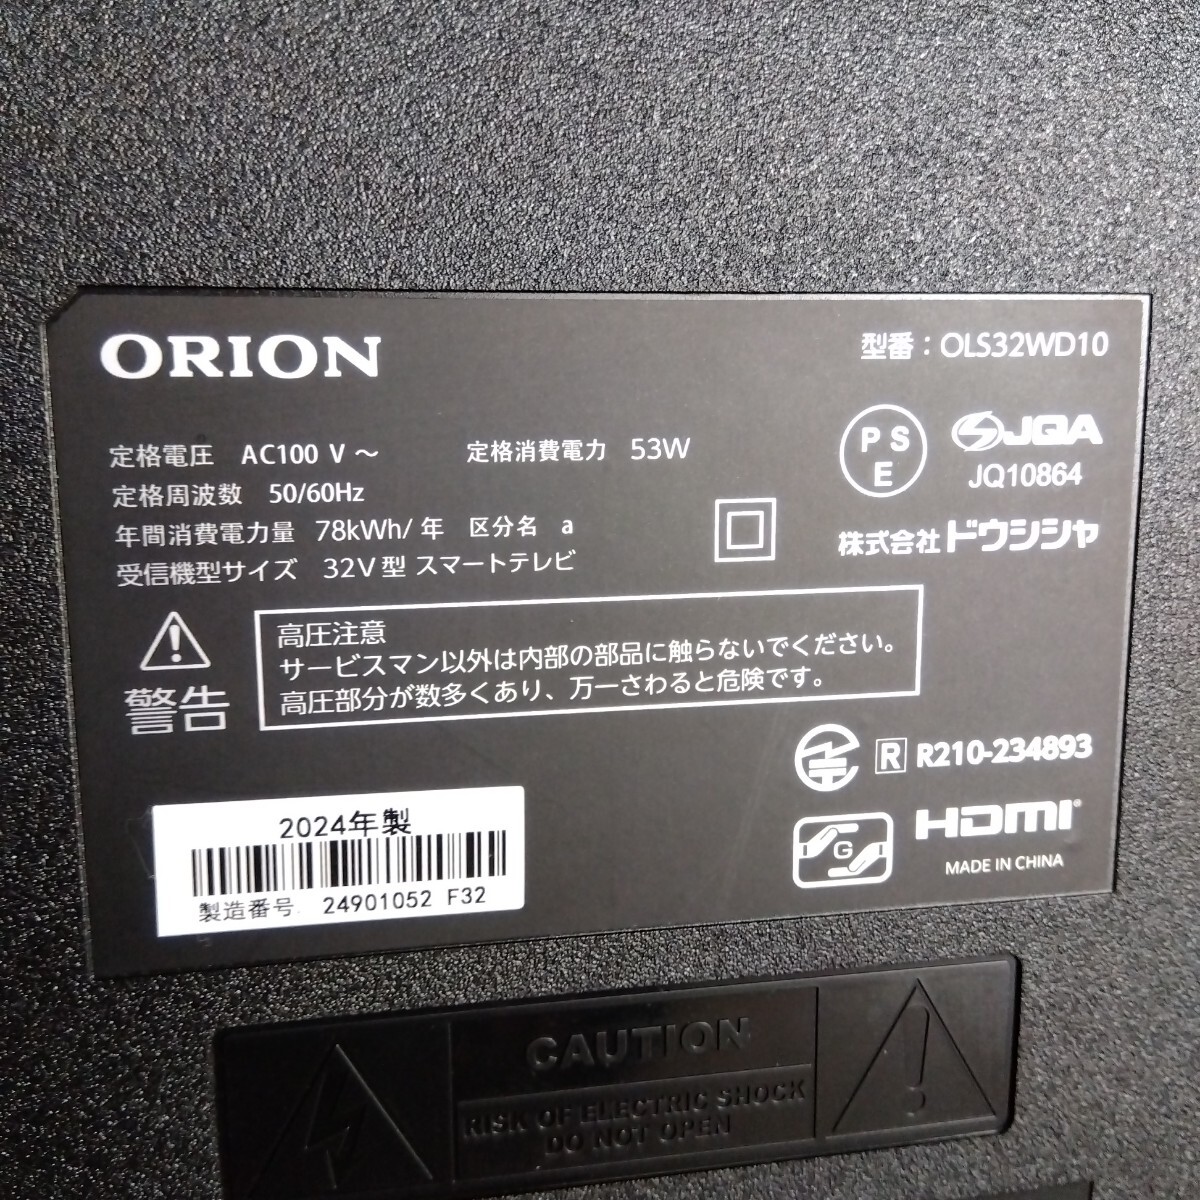 ORION
型番：OLS32WD10
定格電圧 AC100 V ～ 定格消費電力 53W
定格周波数 50/60Hz
年間消費電力量 78kWh/ 年 区分名 a
受信機型サイズ 32V型 スマートテレビ
PSE
JQA
JQ10864
株式会社ドウシシャ
警告
高圧注意
サービスマン以外は内部の部品に触らないでください。
高圧部分が数多くあり、万一さわると危険です。
R R210-234893
G
HDMI®
MADE IN CHINA
2024年製
製造番号. 24901052 F32
CAUTION
RISK OF ELECTRIC SHOCK
DO NOT OPEN